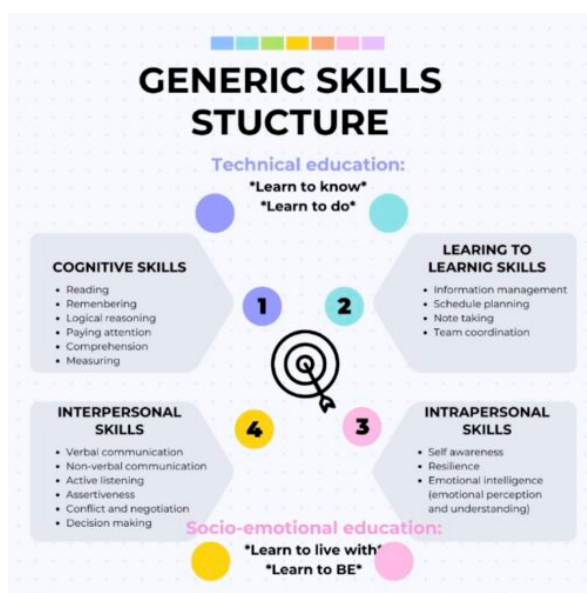 GENERIC SKILLS
STUCTURE
Technical education:
*Learn to know*
*Learn to do*
COGNITIVE SKILLS
• Reading
• Remenbering
• Logical reasoning
• Paying attention
• Comprehension
• Measuring
1
2
LEARING TO
LEARNIG SKILLS
• Information management
• Schedule planning
• Note taking
• Team coordination
INTERPERSONAL
SKILLS
• Verbal communication
• Non-verbal communication
• Active listening
• Assertiveness
• Conflict and negotiation
• Decision making
4
3
INTRAPERSONAL
SKILLS
• Self awareness
• Resilience
• Emotional intelligence
(emotional perception
and understanding)
Socio-emotional education:
*Learn to live with*
*Learn to BE*